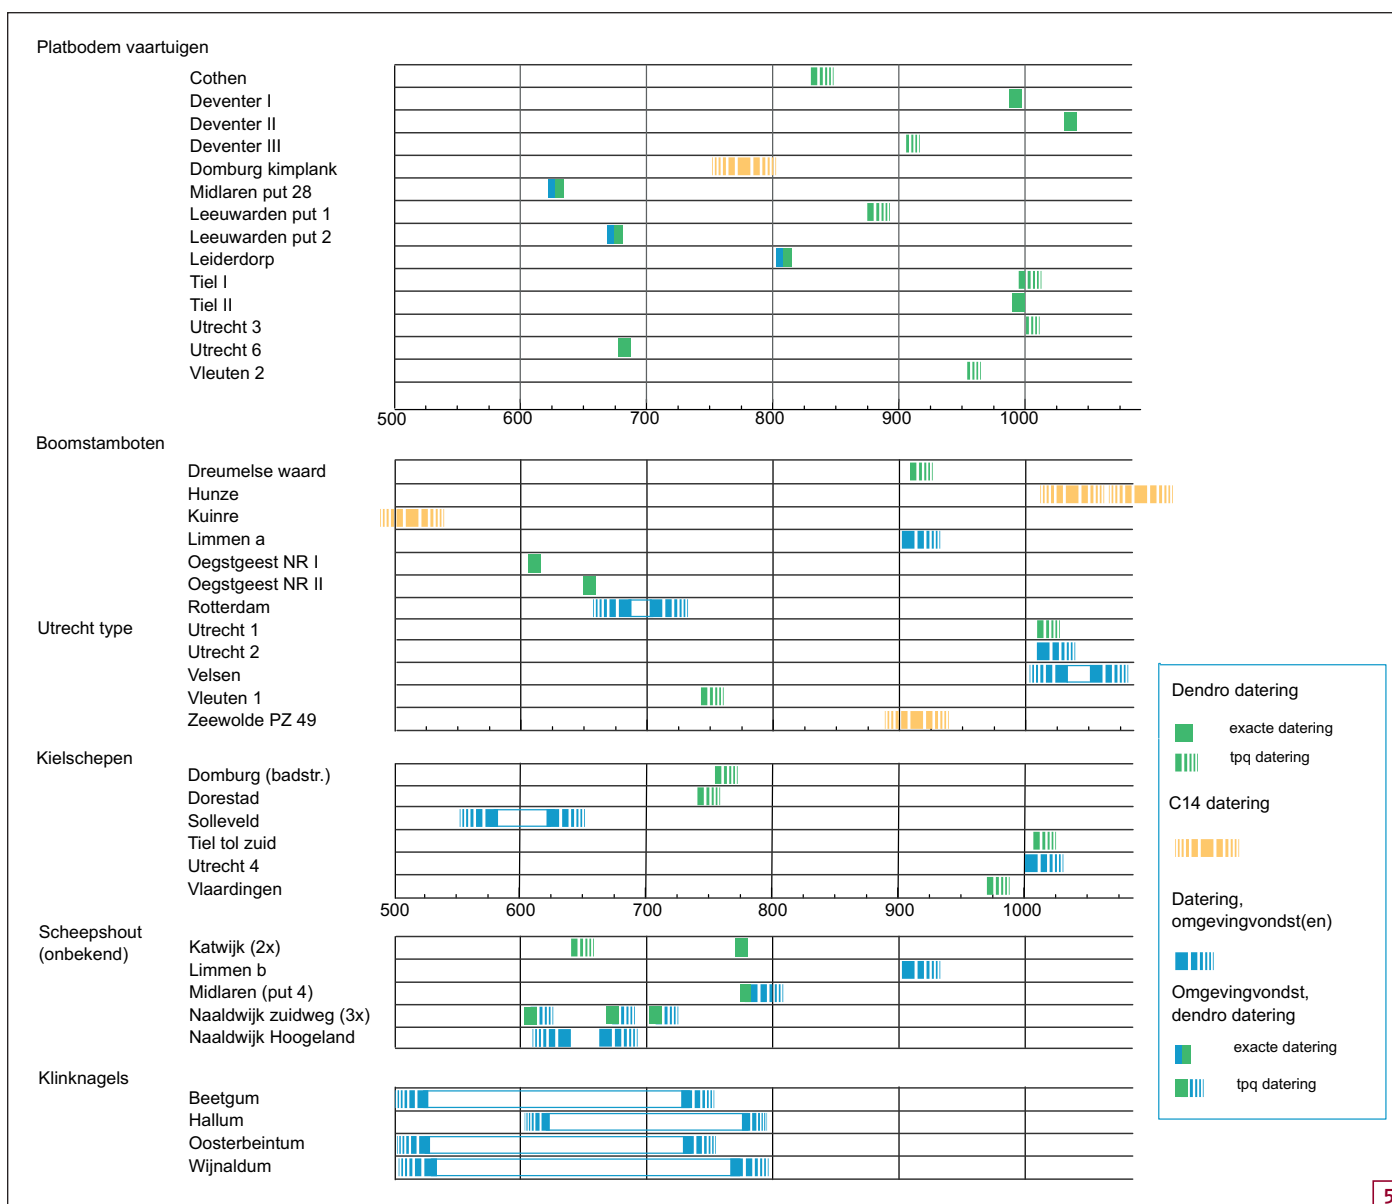 Platbodem vaartuigen
Cothen
Deventer I
Deventer II
Deventer III
Domburg kimplank
Midlaren put 28
Leeuwarden put 1
Leeuwarden put 2
Leiderdorp
Tiel I
Tiel II
Utrecht 3
Utrecht 6
Vleuten 2
500 600 700 800 900 1000
Boomstamboten
Dreumelse waard
Hunze
Kuinre
Limmen a
Oegstgeest NR I
Oegstgeest NR II
Rotterdam
Utrecht type
Utrecht 1
Utrecht 2
Velsen
Vleuten 1
Zeewolde PZ 49
Kielschepen
Domburg (badstr.)
Dorestad
Solleveld
Tiel tol zuid
Utrecht 4
Vlaardingen
500 600 700 800 900 1000
Scheepshout
(onbekend)
Katwijk (2x)
Limmen b
Midlaren (put 4)
Naaldwijk zuidweg (3x)
Naaldwijk Hoogeland
Klinknagels
Beetgum
Hallum
Oosterbeintum
Wijnaldum
Dendro datering
exacte datering
tpq datering
C14 datering
Datering,
omgevingvondst(en)
Omgevingvondst,
dendro datering
exacte datering
tpq datering
5